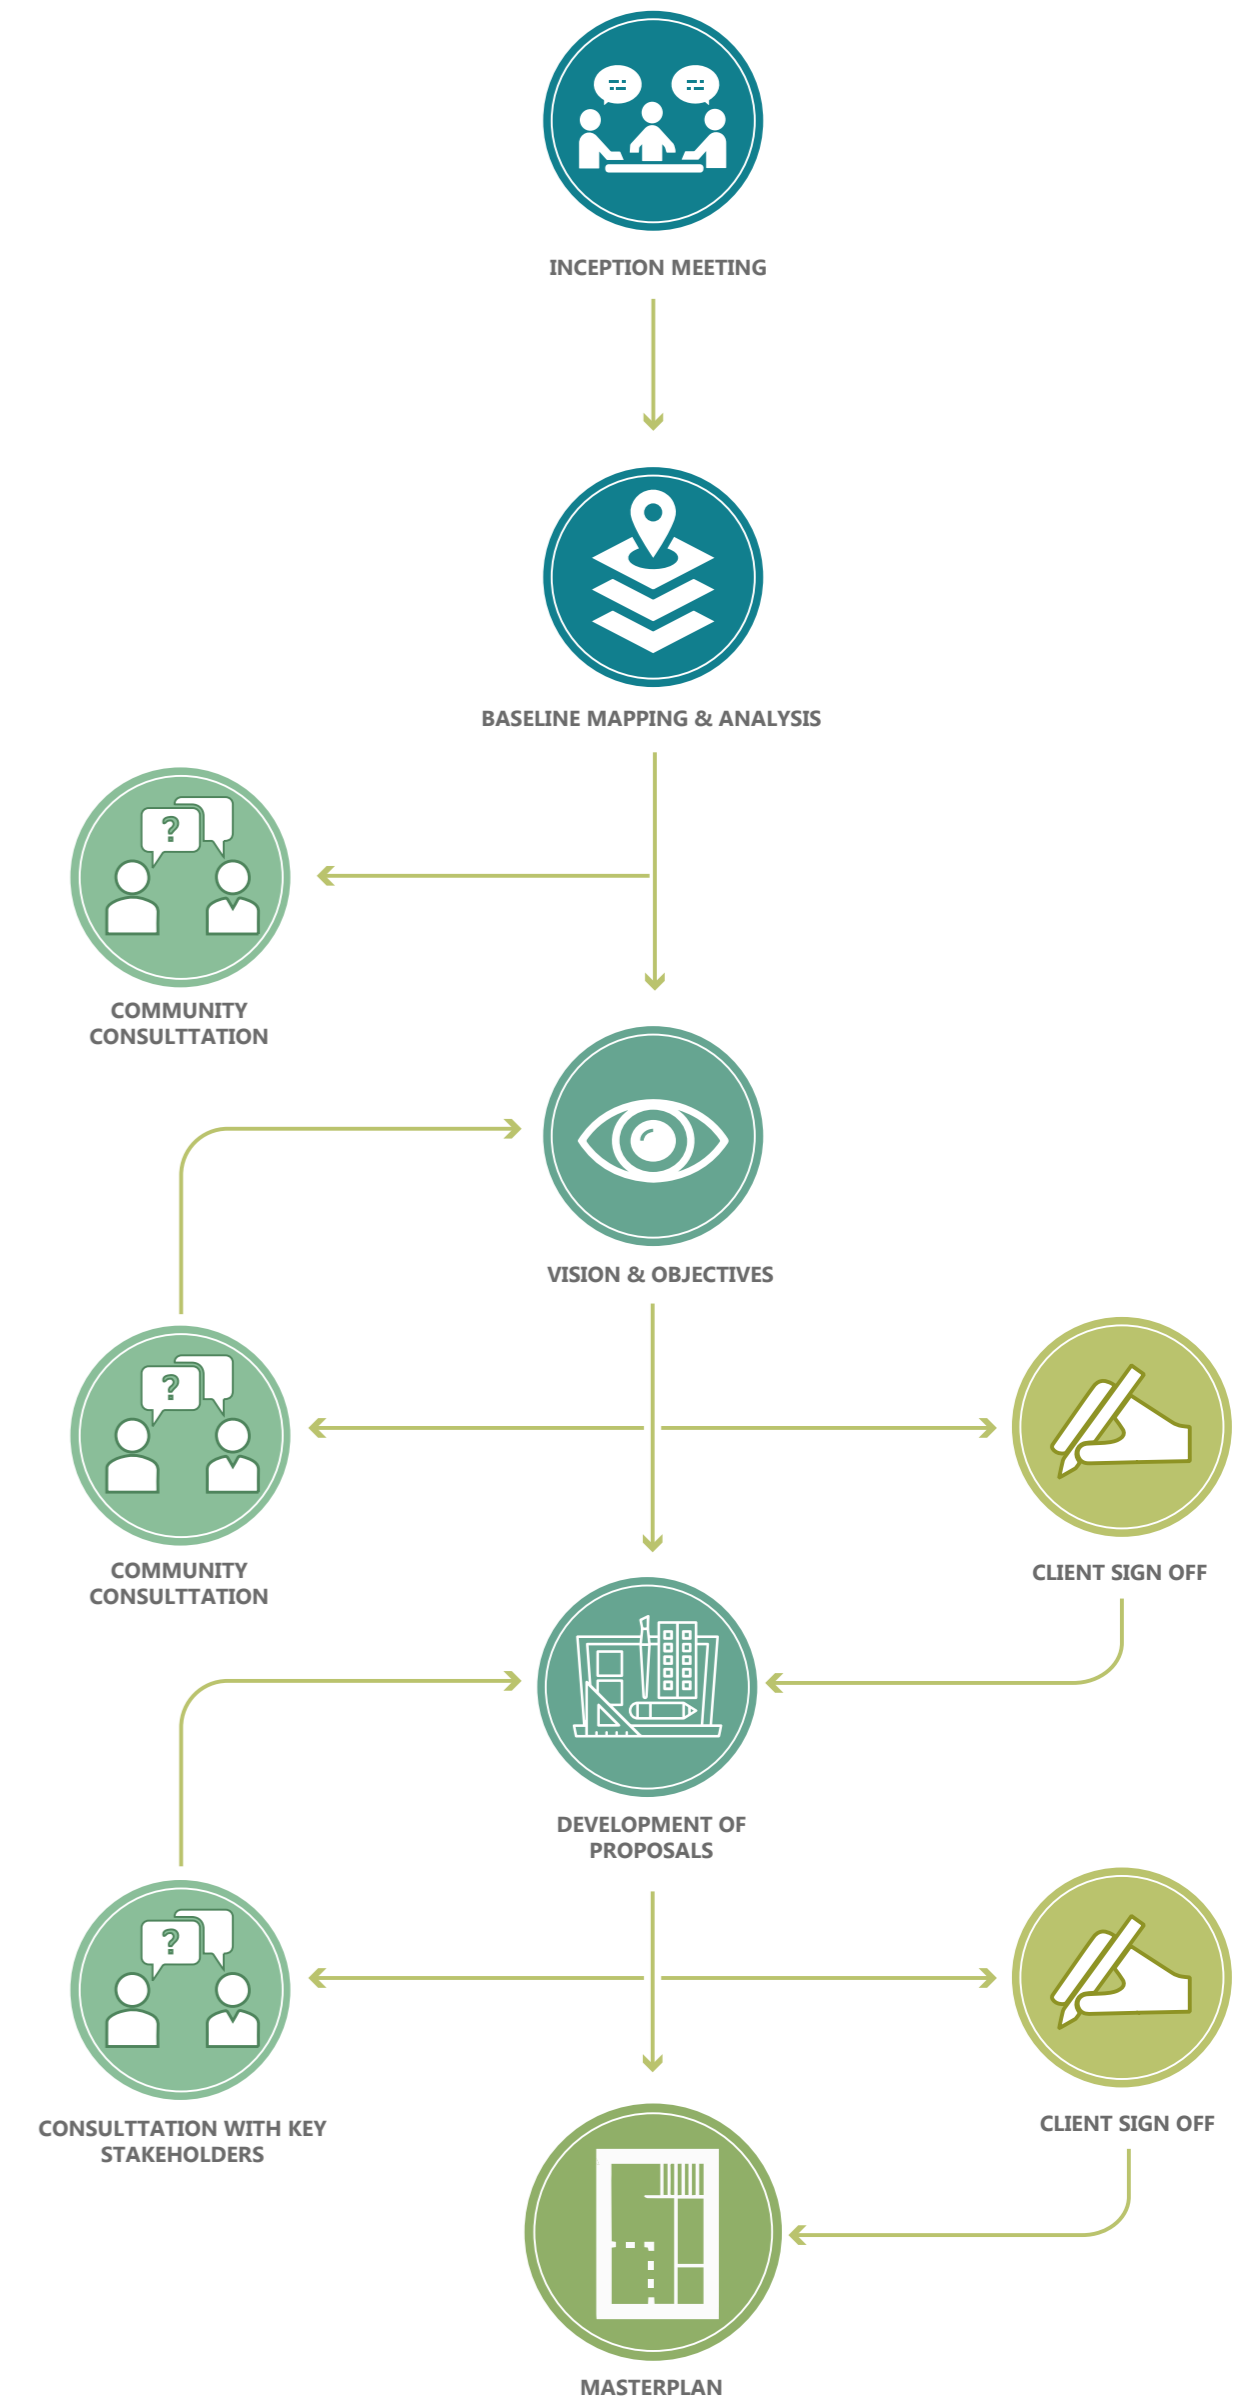 INCEPTION MEETING
BASELINE MAPPING & ANALYSIS
?
COMMUNITY
CONSULTTATION
VISION & OBJECTIVES
?
COMMUNITY
CONSULTTATION
CLIENT SIGN OFF
DEVELOPMENT OF
PROPOSALS
?
CONSULTTATION WITH KEY
STAKEHOLDERS
CLIENT SIGN OFF
MASTERPLAN